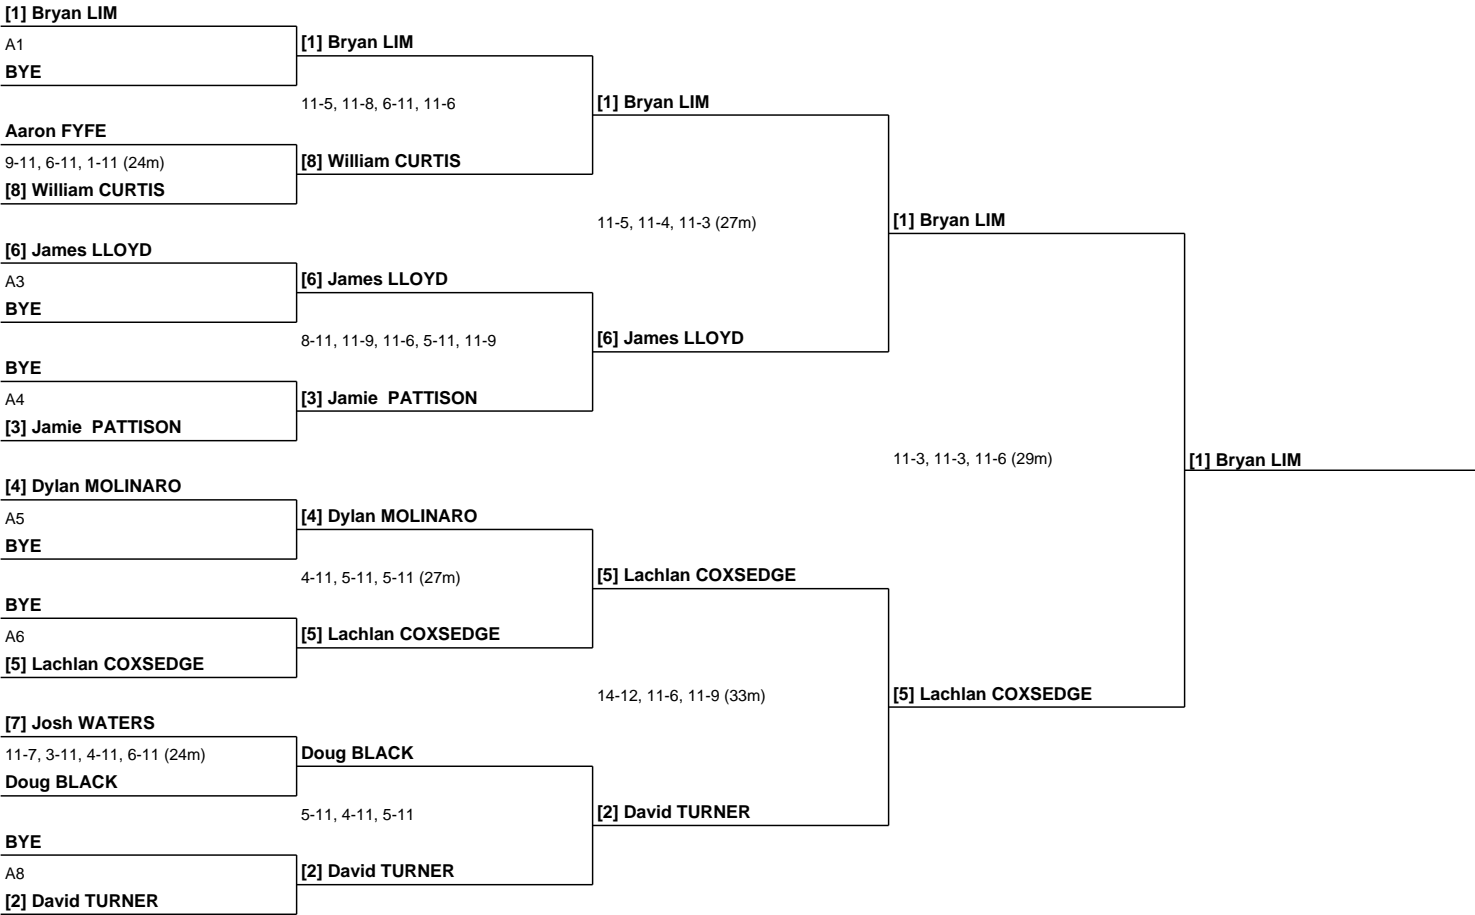 [1] Bryan LIM
A1
BYE
Aaron FYFE
9-11, 6-11, 1-11 (24m)
[8] William CURTIS
[6] James LLOYD
A3
BYE
BYE
A4
[3] Jamie  PATTISON
[4] Dylan MOLINARO
A5
BYE
BYE
A6
[5] Lachlan COXSEDGE
[7] Josh WATERS
11-7, 3-11, 4-11, 6-11 (24m)
Doug BLACK
BYE
A8
[2] David TURNER
[1] Bryan LIM
11-5, 11-8, 6-11, 11-6
[8] William CURTIS
[6] James LLOYD
8-11, 11-9, 11-6, 5-11, 11-9
[3] Jamie  PATTISON
[4] Dylan MOLINARO
4-11, 5-11, 5-11 (27m)
[5] Lachlan COXSEDGE
Doug BLACK
5-11, 4-11, 5-11
[2] David TURNER
[1] Bryan LIM
11-5, 11-4, 11-3 (27m)
[6] James LLOYD
[5] Lachlan COXSEDGE
14-12, 11-6, 11-9 (33m)
[2] David TURNER
[1] Bryan LIM
11-3, 11-3, 11-6 (29m)
[5] Lachlan COXSEDGE
[1] Bryan LIM